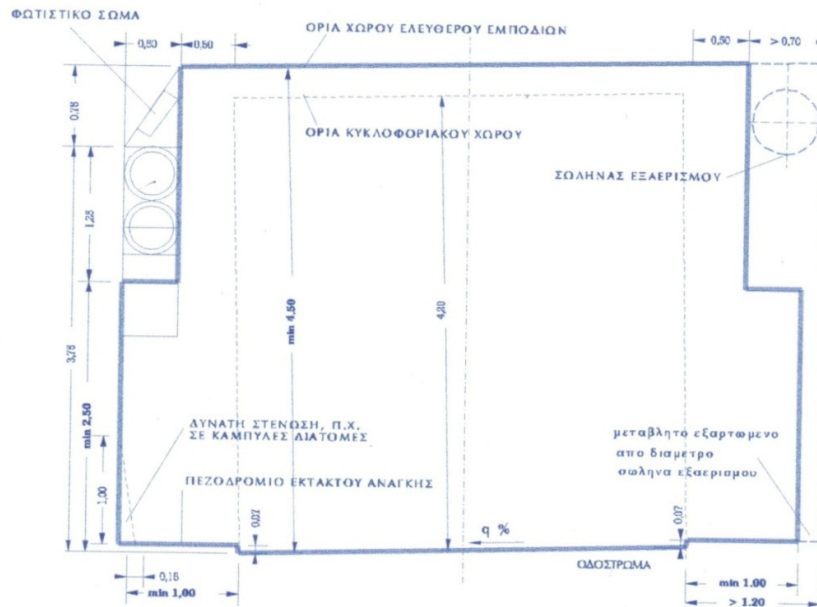 ΦΩΤΙΣΤΙΚΟ ΣΩΜΑ
ΟΡΙΑ ΧΩΡΟΥ ΕΛΕΥΘΕΡΟΥ ΕΜΠΟΔΙΩΝ
0,50
0,50
0,50
> 0,70
0,75
ΟΡΙΑ ΚΥΚΛΟΦΟΡΙΑΚΟΥ ΧΩΡΟΥ
ΣΩΛΗΝΑΣ ΕΞΑΕΡΙΣΜΟΥ
1,25
min 4,50
4,20
3,75
min 2,50
ΔΥΝΑΤΗ ΣΤΕΝΩΣΗ, Π.Χ.
ΣΕ ΚΑΜΠΥΛΕΣ ΔΙΑΤΟΜΕΣ
μεταβλητο εξαρτωμενο
απο διαμετρο
σωληνα εξαερισμου
1,00
ΠΕΖΟΔΡΟΜΙΟ ΕΚΤΑΚΤΟΥ ΑΝΑΓΚΗΣ
0,07
q %
0,07
ΟΔΟΣΤΡΩΜΑ
0,15
min 1,00
min 1.00
> 1.20